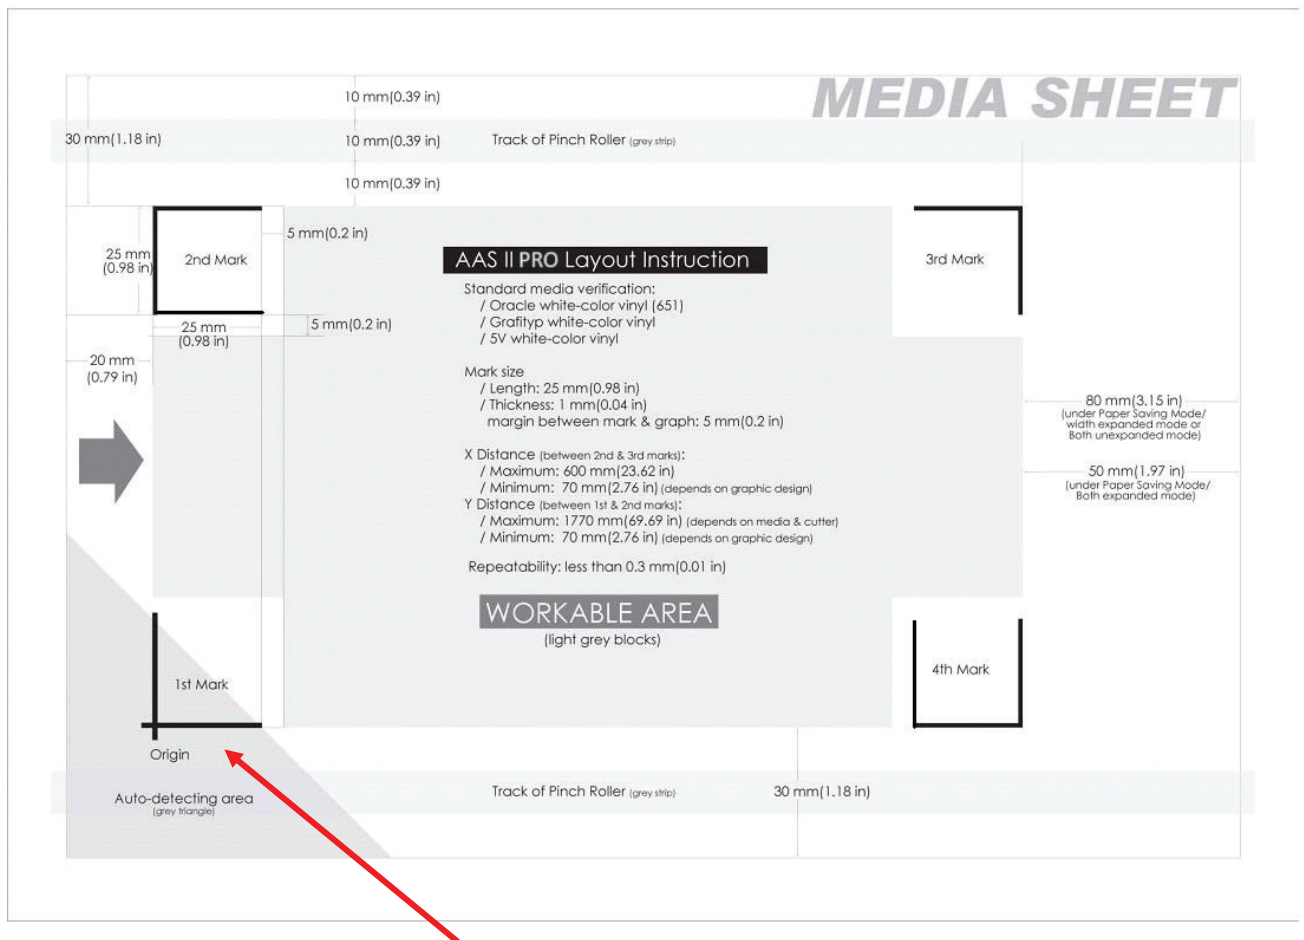 MEDIA SHEET
10 mm(0.39 in)
30 mm(1.18 in)
10 mm(0.39 in)
Track of Pinch Roller (grey strip)
10 mm(0.39 in)
5 mm(0.2 in)
25 mm
(0.98 in)
2nd Mark
3rd Mark
AAS II PRO Layout Instruction
Standard media verification:
/ Oracle white-color vinyl (651)
/ Grafityp white-color vinyl
/ 5V white-color vinyl
25 mm
(0.98 in)
5 mm(0.2 in)
20 mm
(0.79 in)
Mark size
/ Length: 25 mm(0.98 in)
/ Thickness: 1 mm(0.04 in)
margin between mark & graph: 5 mm(0.2 in)
80 mm(3.15 in)
(under Paper Saving Mode/
width expanded mode or
Both unexpanded mode)
X Distance (between 2nd & 3rd marks):
/ Maximum: 600 mm(23.62 in)
/ Minimum: 70 mm(2.76 in) (depends on graphic design)
Y Distance (between 1st & 2nd marks):
/ Maximum: 1770 mm(69.69 in) (depends on media & cutter)
/ Minimum: 70 mm(2.76 in) (depends on graphic design)
50 mm(1.97 in)
(under Paper Saving Mode/
Both expanded mode)
Repeatability: less than 0.3 mm(0.01 in)
WORKABLE AREA
(light grey blocks)
1st Mark
4th Mark
Origin
Auto-detecting area
(grey triangle)
Track of Pinch Roller (grey strip)
30 mm(1.18 in)